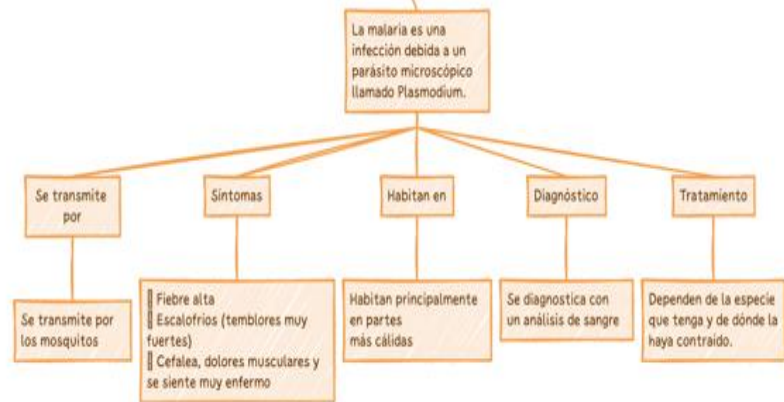 La malaria es una
infección debida a un
parásito microscópico
llamado Plasmodium.
Se transmite
por
Síntomas
Habitan en
Diagnóstico
Tratamiento
Se transmite por
los mosquitos
▯ Fiebre alta
▯ Escalofrios (temblores muy
fuertes)
▯ Cefalea, dolores musculares y
se siente muy enfermo
Habitan principalmente
en partes
más cálidas
Se diagnostica con
un análisis de sangre
Dependen de la especie
que tenga y de dónde la
haya contraído.